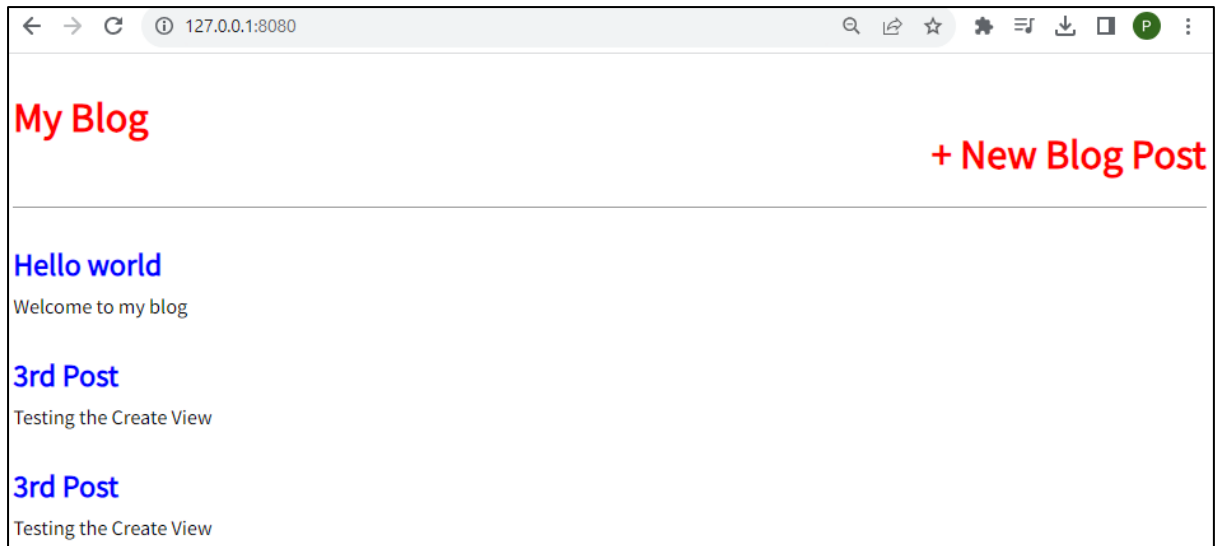 127.0.0.1:8080
P
My Blog
+ New Blog Post
Hello world
Welcome to my blog
3rd Post
Testing the Create View
3rd Post
Testing the Create View